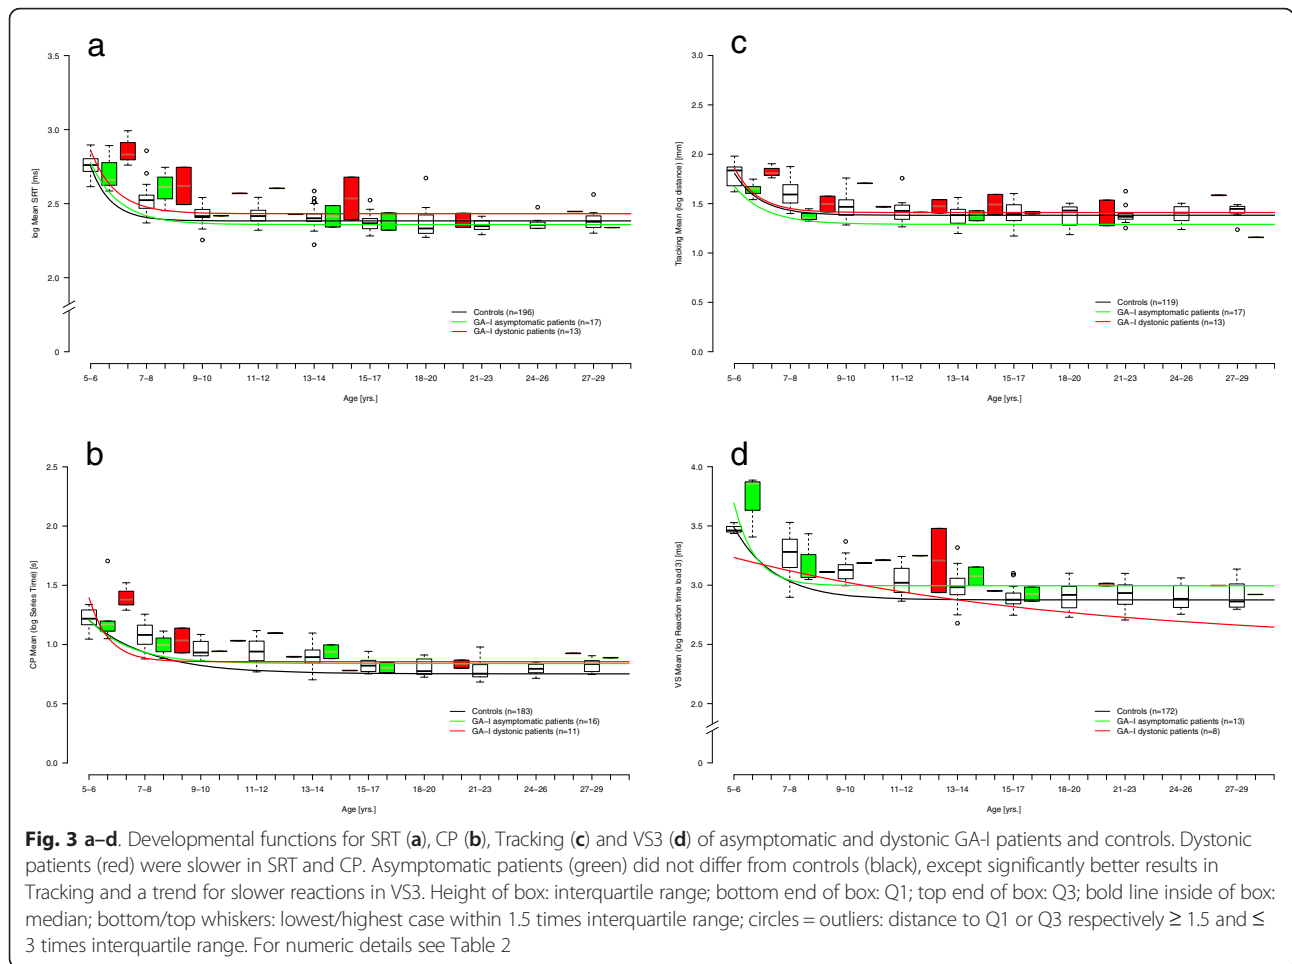 a
3.5
3.0
2.5
2.0
0
log Mean SRT [ms]
Controls (n=196)
GA-I asymptomatic patients (n=17)
GA-I dystonic patients (n=13)
5-6 7-8 9-10 11-12 13-14 15-17 18-20 21-23 24-26 27-29
Age [yrs.]
c
3.0
2.5
2.0
1.5
1.0
0.5
0
Tracking Mean (log distance) [mm]
Controls (n=119)
GA-I asymptomatic patients (n=17)
GA-I dystonic patients (n=13)
5-6 7-8 9-10 11-12 13-14 15-17 18-20 21-23 24-26 27-29
Age [yrs.]
b
2.5
2.0
1.5
1.0
0.5
0.0
CP Mean (log Series Time) [s]
Controls (n=183)
GA-I asymptomatic patients (n=16)
GA-I dystonic patients (n=11)
5-6 7-8 9-10 11-12 13-14 15-17 18-20 21-23 24-26 27-29
Age [yrs.]
d
4.0
3.5
3.0
2.5
2.0
0
VS Mean (log Reaction time load 3) [ms]
Controls (n=172)
GA-I asymptomatic patients (n=13)
GA-I dystonic patients (n=8)
5-6 7-8 9-10 11-12 13-14 15-17 18-20 21-23 24-26 27-29
Age [yrs.]
Fig. 3 a–d. Developmental functions for SRT (a), CP (b), Tracking (c) and VS3 (d) of asymptomatic and dystonic GA-I patients and controls. Dystonic
patients (red) were slower in SRT and CP. Asymptomatic patients (green) did not differ from controls (black), except significantly better results in
Tracking and a trend for slower reactions in VS3. Height of box: interquartile range; bottom end of box: Q1; top end of box: Q3; bold line inside of box:
median; bottom/top whiskers: lowest/highest case within 1.5 times interquartile range; circles = outliers: distance to Q1 or Q3 respectively ≥ 1.5 and ≤
3 times interquartile range. For numeric details see Table 2